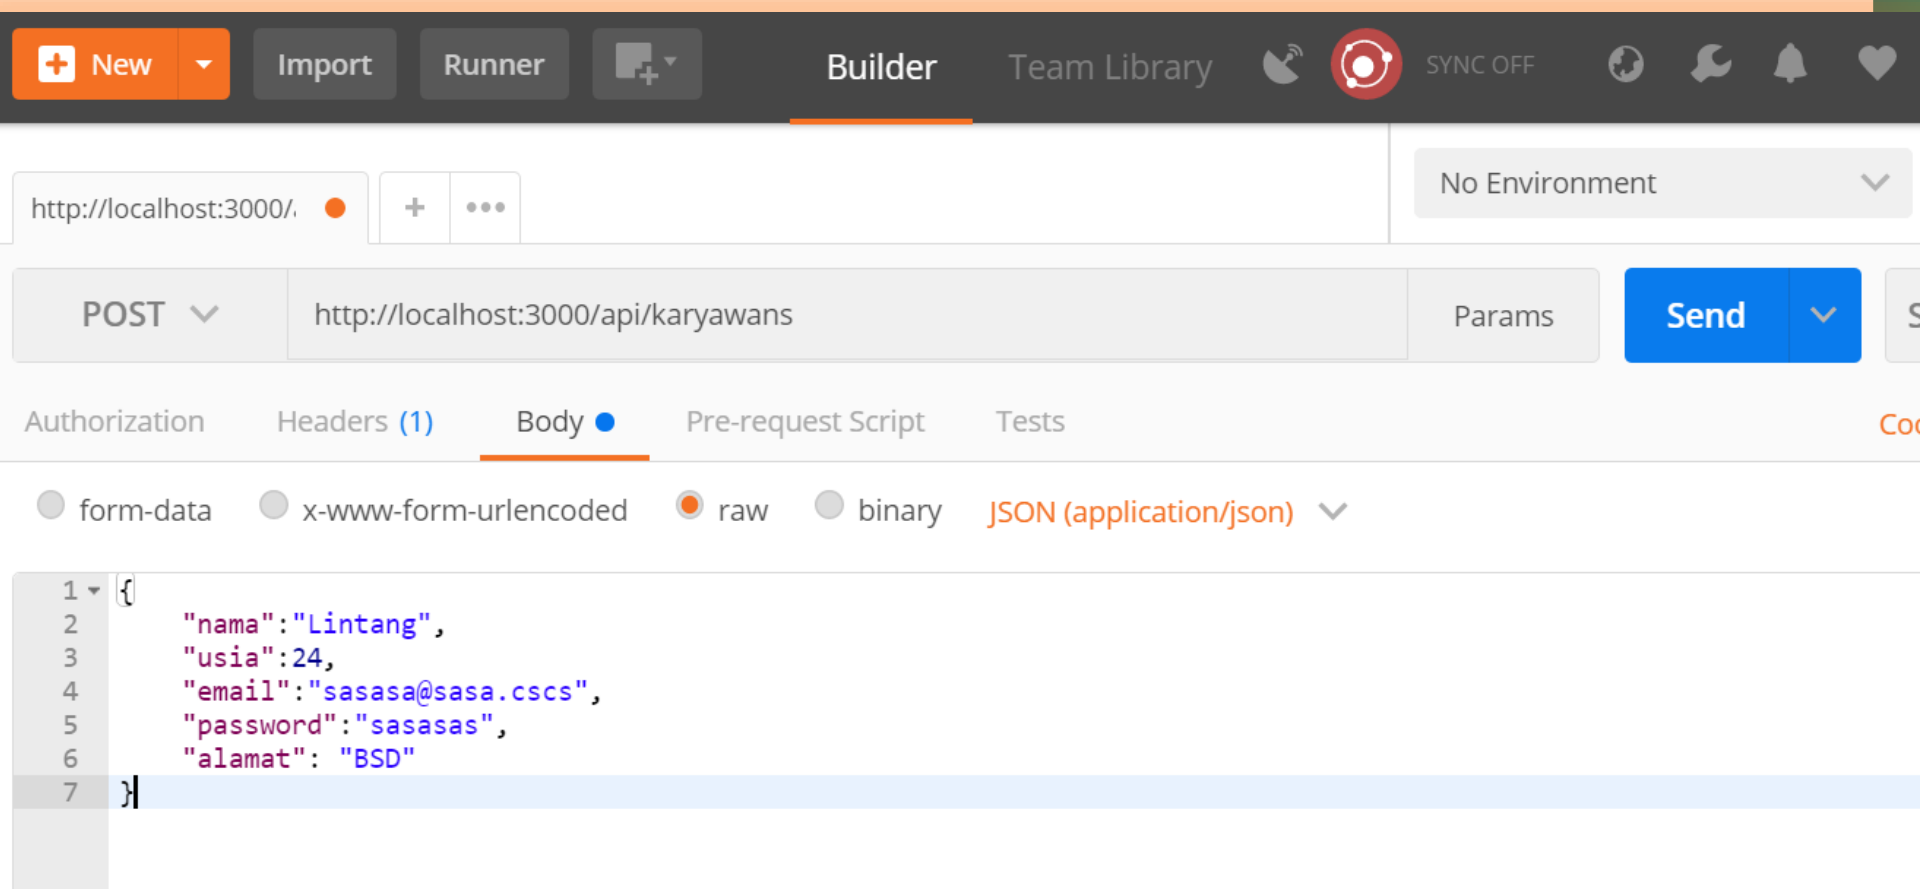 New Import Runner Builder Team Library SYNC OFF
http://localhost:3000/ No Environment
POST http://localhost:3000/api/karyawans Params Send
Authorization Headers (1) Body Pre-request Script Tests
form-data x-www-form-urlencoded raw binary JSON (application/json)
1 {
2 "nama":"Lintang",
3 "usia":24,
4 "email":"sasasa@sasa.cscs",
5 "password":"sasasas",
6 "alamat": "BSD"
7 }